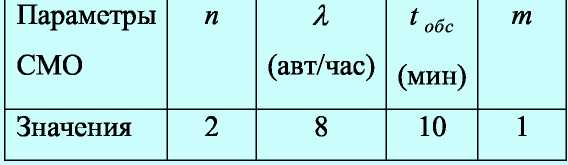 Параметры СМО n λ (авт/час) t обс (мин) m
Значения 2 8 10 1